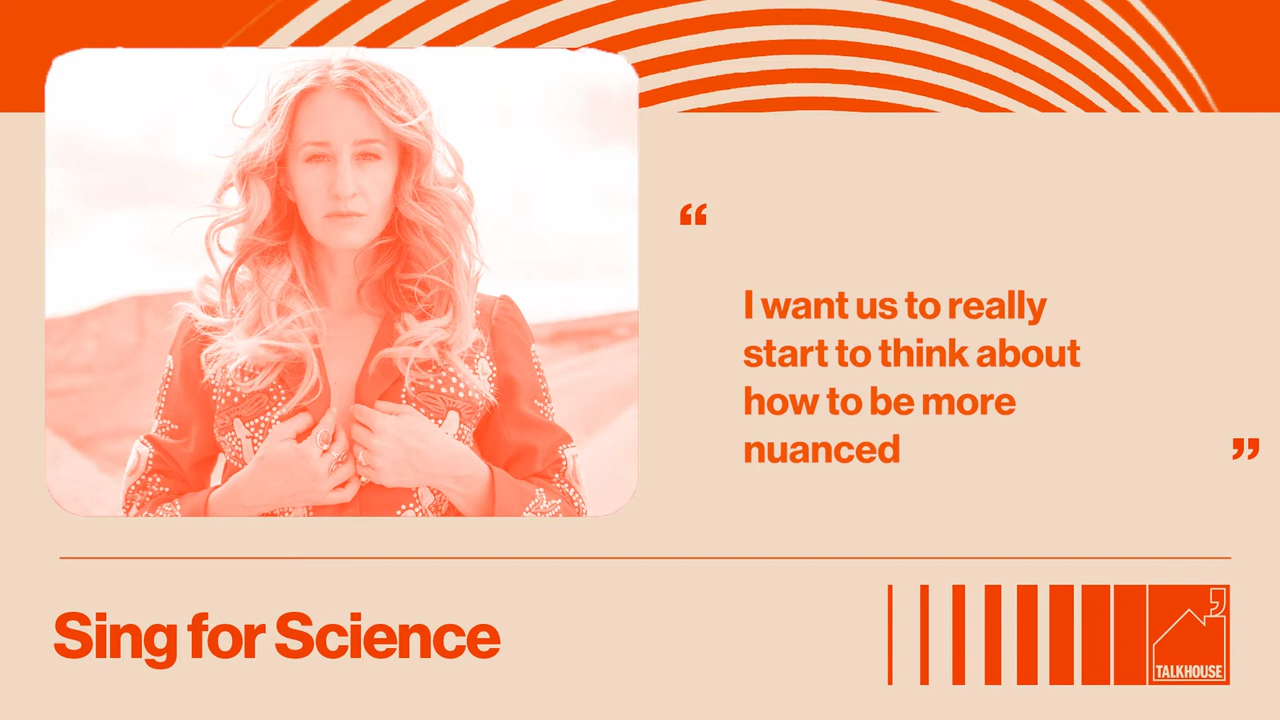 “
I want us to really
start to think about
how to be more
nuanced
”
Sing for Science
TALKHOUSE